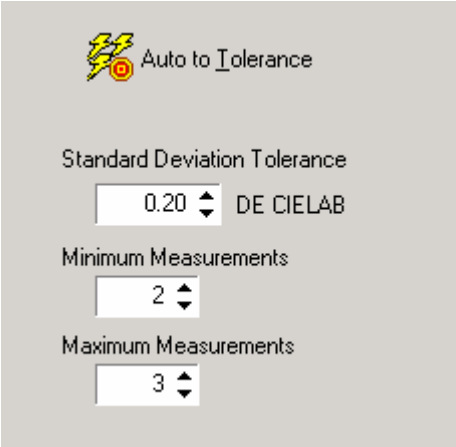 Auto to Tolerance
Standard Deviation Tolerance
0.20 DE CIELAB
Minimum Measurements
2
Maximum Measurements
3